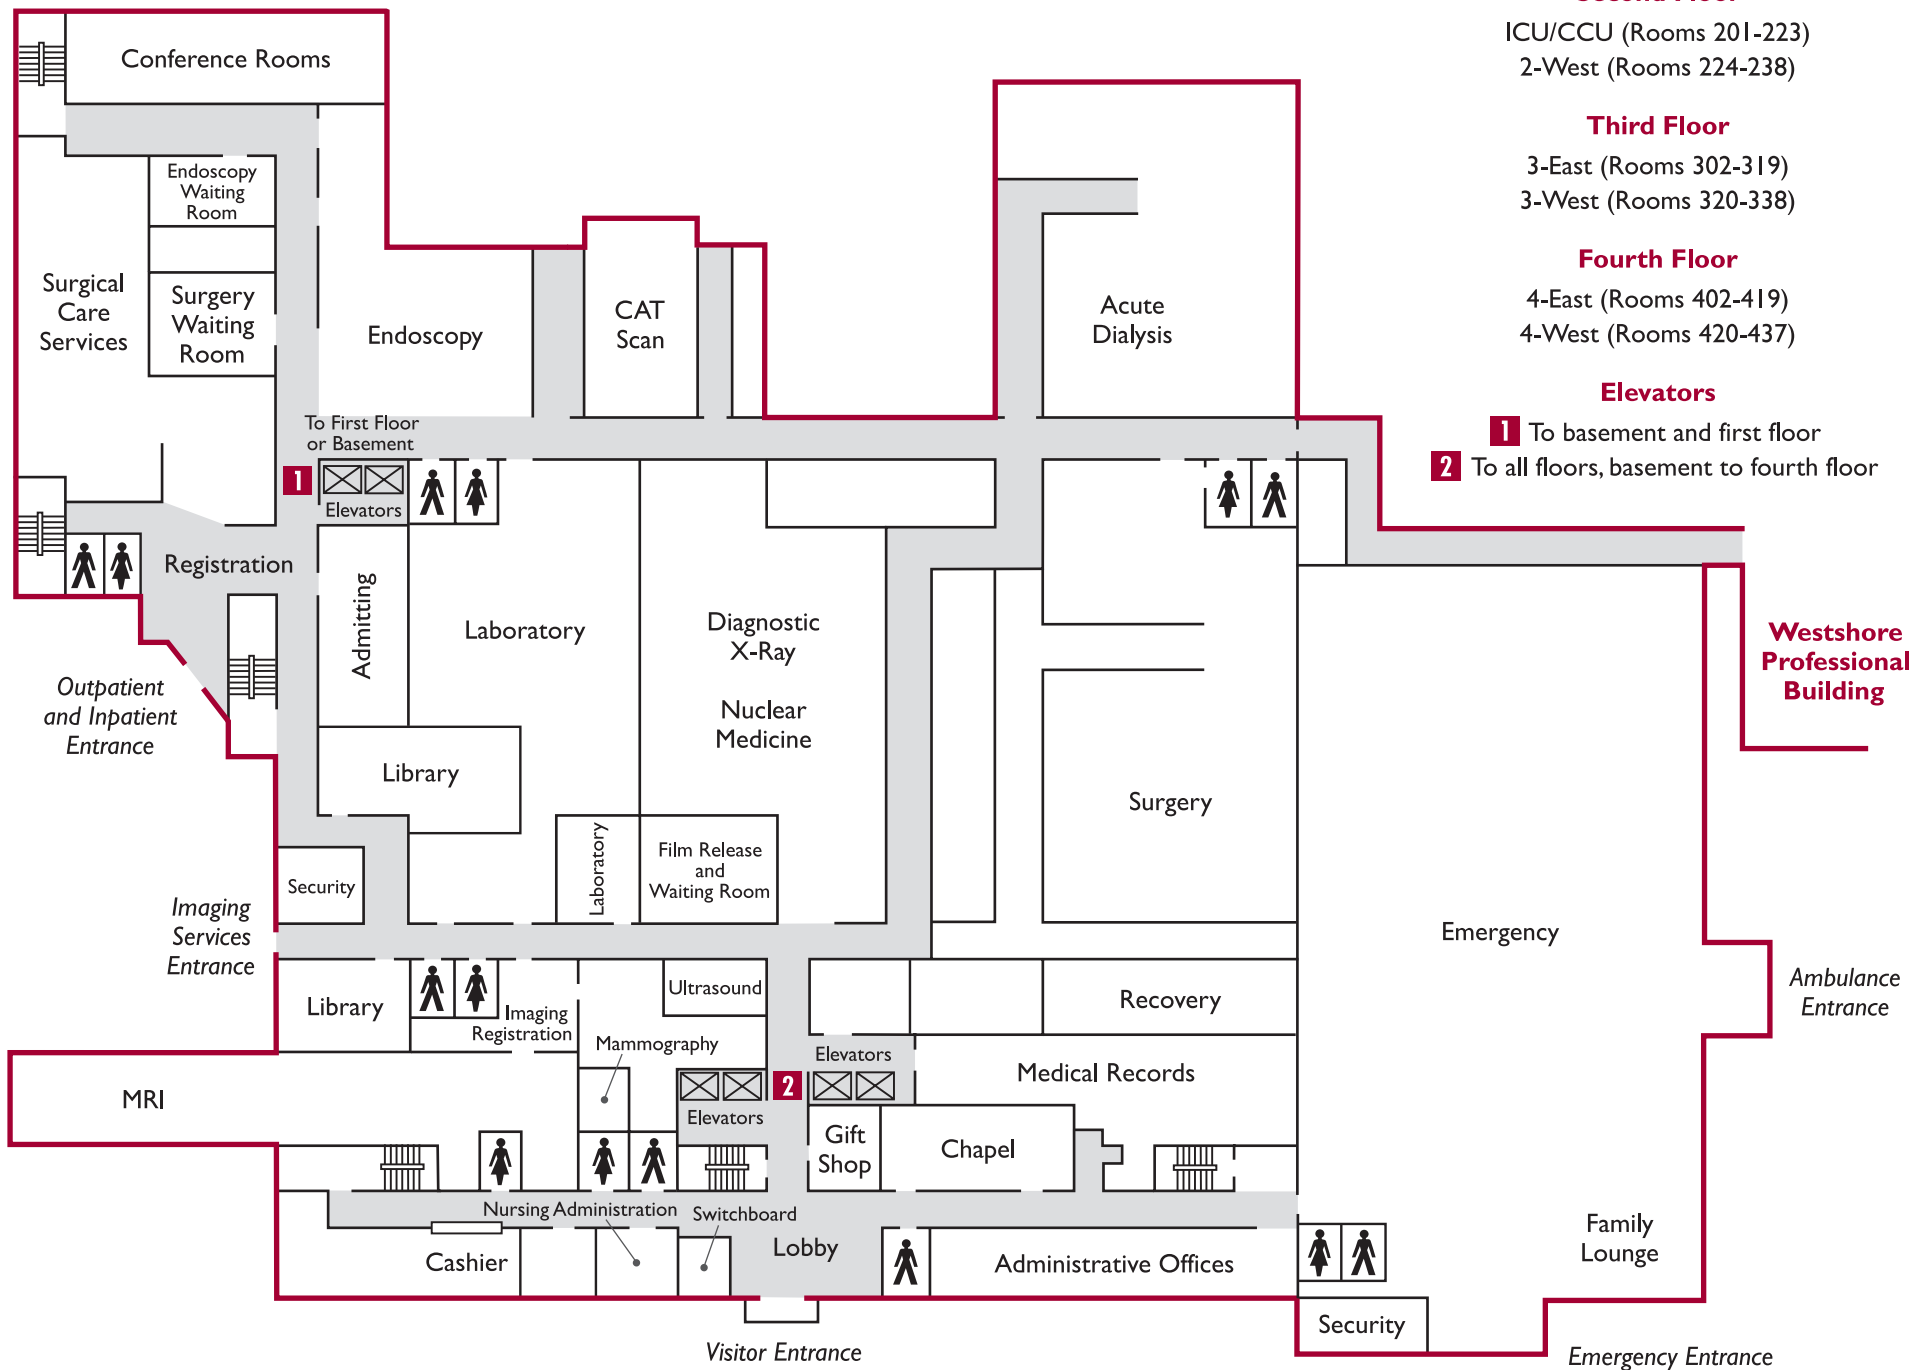 Second Floor
ICU/CCU (Rooms 201-223)
2-West (Rooms 224-238)
Third Floor
3-East (Rooms 302-319)
3-West (Rooms 320-338)
Fourth Floor
4-East (Rooms 402-419)
4-West (Rooms 420-437)
Elevators
1 To basement and first floor
2 To all floors, basement to fourth floor
Conference Rooms
Endoscopy
Waiting
Room
Surgical
Care
Services
Surgery
Waiting
Room
Endoscopy
CAT
Scan
Acute
Dialysis
To First Floor
or Basement
1
Elevators
Registration
Admitting
Laboratory
Diagnostic
X-Ray
Nuclear
Medicine
Westshore
Professional
Building
Outpatient
and Inpatient
Entrance
Library
Surgery
Laboratory
Film Release
and
Waiting Room
Security
Imaging
Services
Entrance
Emergency
Ambulance
Entrance
Library
Imaging
Registration
Ultrasound
Recovery
Mammography
Elevators
2
Elevators
Medical Records
MRI
Gift
Shop
Chapel
Nursing Administration
Switchboard
Lobby
Cashier
Administrative Offices
Family
Lounge
Security
Visitor Entrance
Emergency Entrance